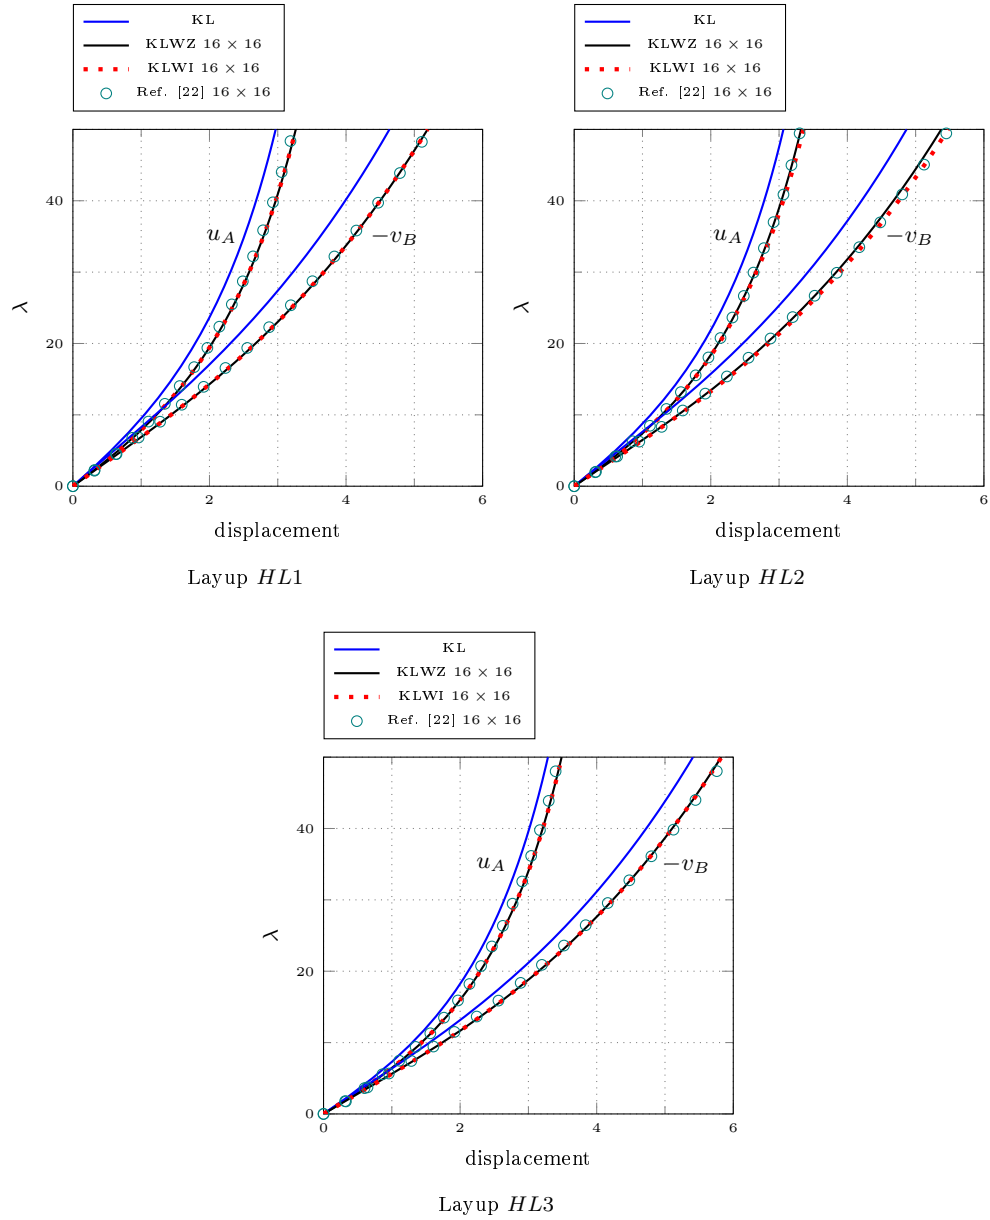 KL
KLWZ 16 × 16
KLWI 16 × 16
Ref. [22] 16 × 16
40
20
0
0 2 4 6
λ
u_A
−v_B
displacement
Layup HL1
KL
KLWZ 16 × 16
KLWI 16 × 16
Ref. [22] 16 × 16
40
20
0
0 2 4 6
λ
u_A
−v_B
displacement
Layup HL2
KL
KLWZ 16 × 16
KLWI 16 × 16
Ref. [22] 16 × 16
40
20
0
0 2 4 6
λ
u_A
−v_B
displacement
Layup HL3